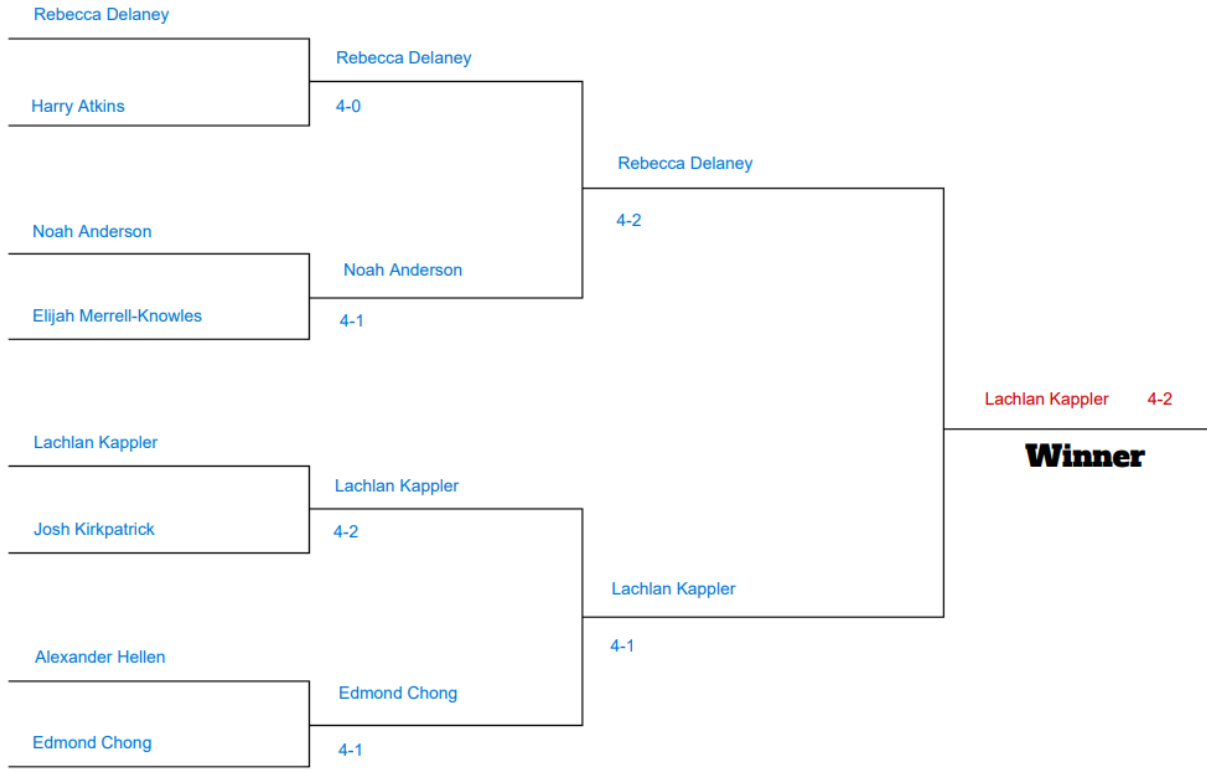 Rebecca Delaney
Rebecca Delaney
Harry Atkins
4-0
Rebecca Delaney
4-2
Noah Anderson
Noah Anderson
Elijah Merrell-Knowles
4-1
Lachlan Kappler 4-2
Winner
Lachlan Kappler
Lachlan Kappler
Josh Kirkpatrick
4-2
Lachlan Kappler
4-1
Alexander Hellen
Edmond Chong
Edmond Chong
4-1